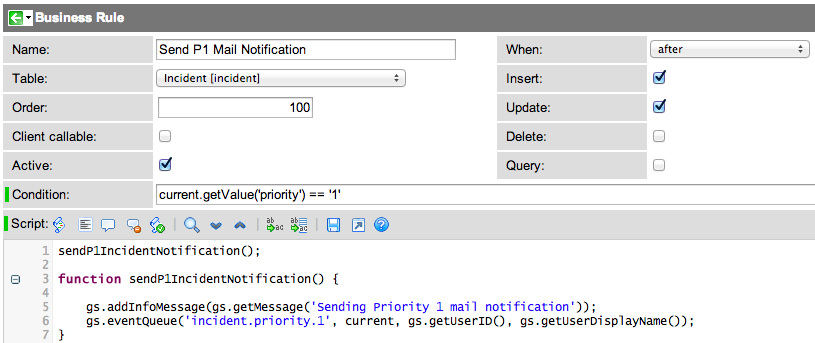 Business Rule
Name: Send P1 Mail Notification When: after
Table: Incident [incident] Insert:
Order: 100 Update:
Client callable: Delete:
Active: Query:
Condition: current.getValue('priority') == '1'
Script:
1 sendP1IncidentNotification();
2
3 function sendP1IncidentNotification() {
4
5 gs.addInfoMessage(gs.getMessage('Sending Priority 1 mail notification'));
6 gs.eventQueue('incident.priority.1', current, gs.getUserID(), gs.getUserDisplayName());
7 }